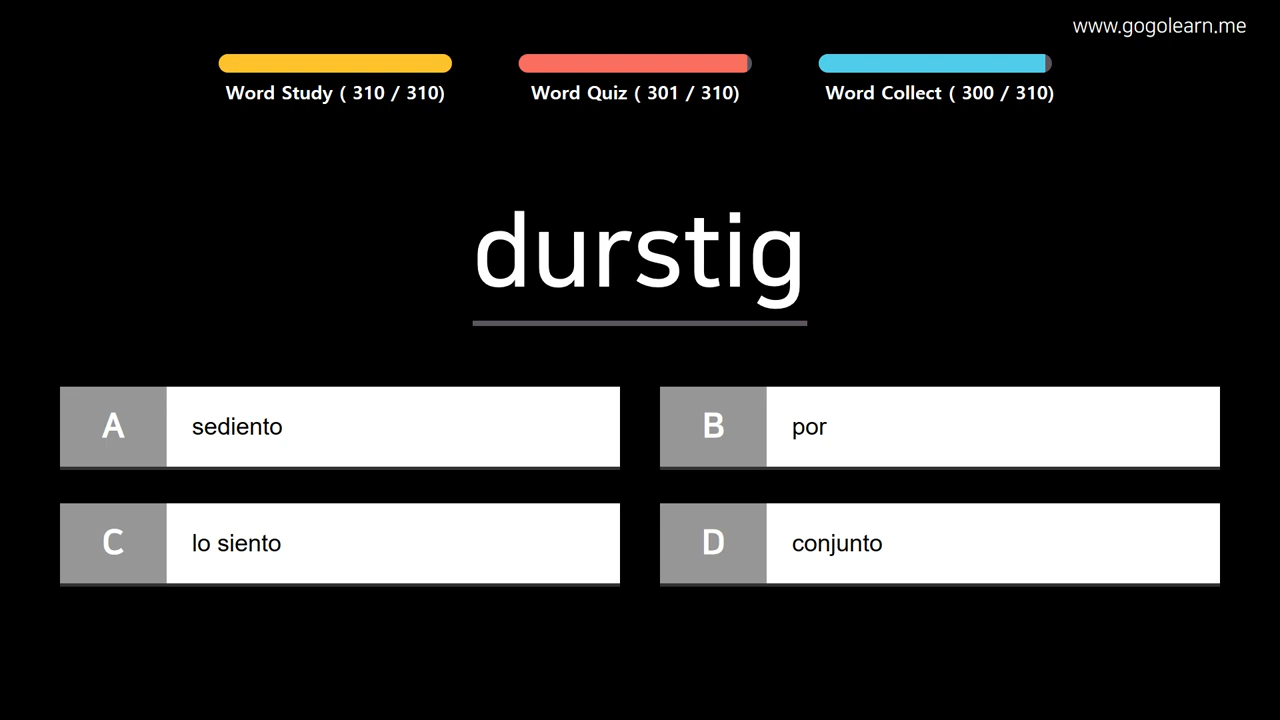 www.gogolearn.me
Word Study ( 310 / 310)
Word Quiz ( 301 / 310)
Word Collect ( 300 / 310)
durstig
A sediento
B por
C lo siento
D conjunto